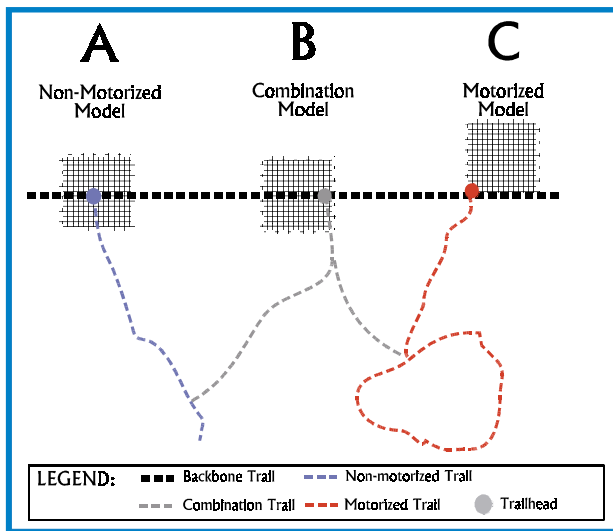 A B C
Non-Motorized Model
Combination Model
Motorized Model
LEGEND: Backbone Trail Non-motorized Trail
Combination Trail Motorized Trail Trailhead